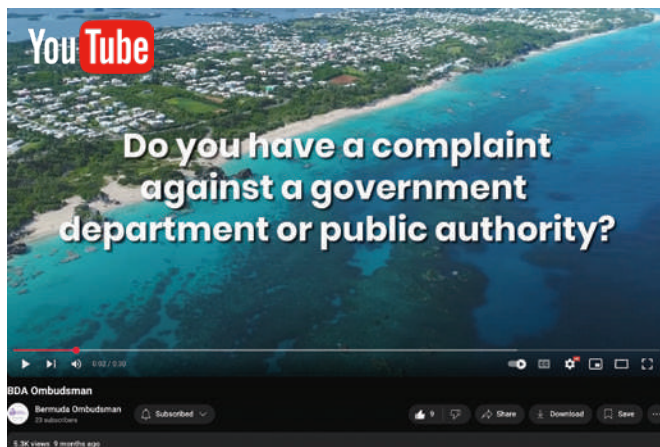 YouTube
Do you have a complaint
against a government
department or public authority?
0:02 / 0:30
BDA Ombudsman
Bermuda Ombudsman
Subscribed
23 subscribers
9
Share
Download
Save
5.3K views 9 months ago